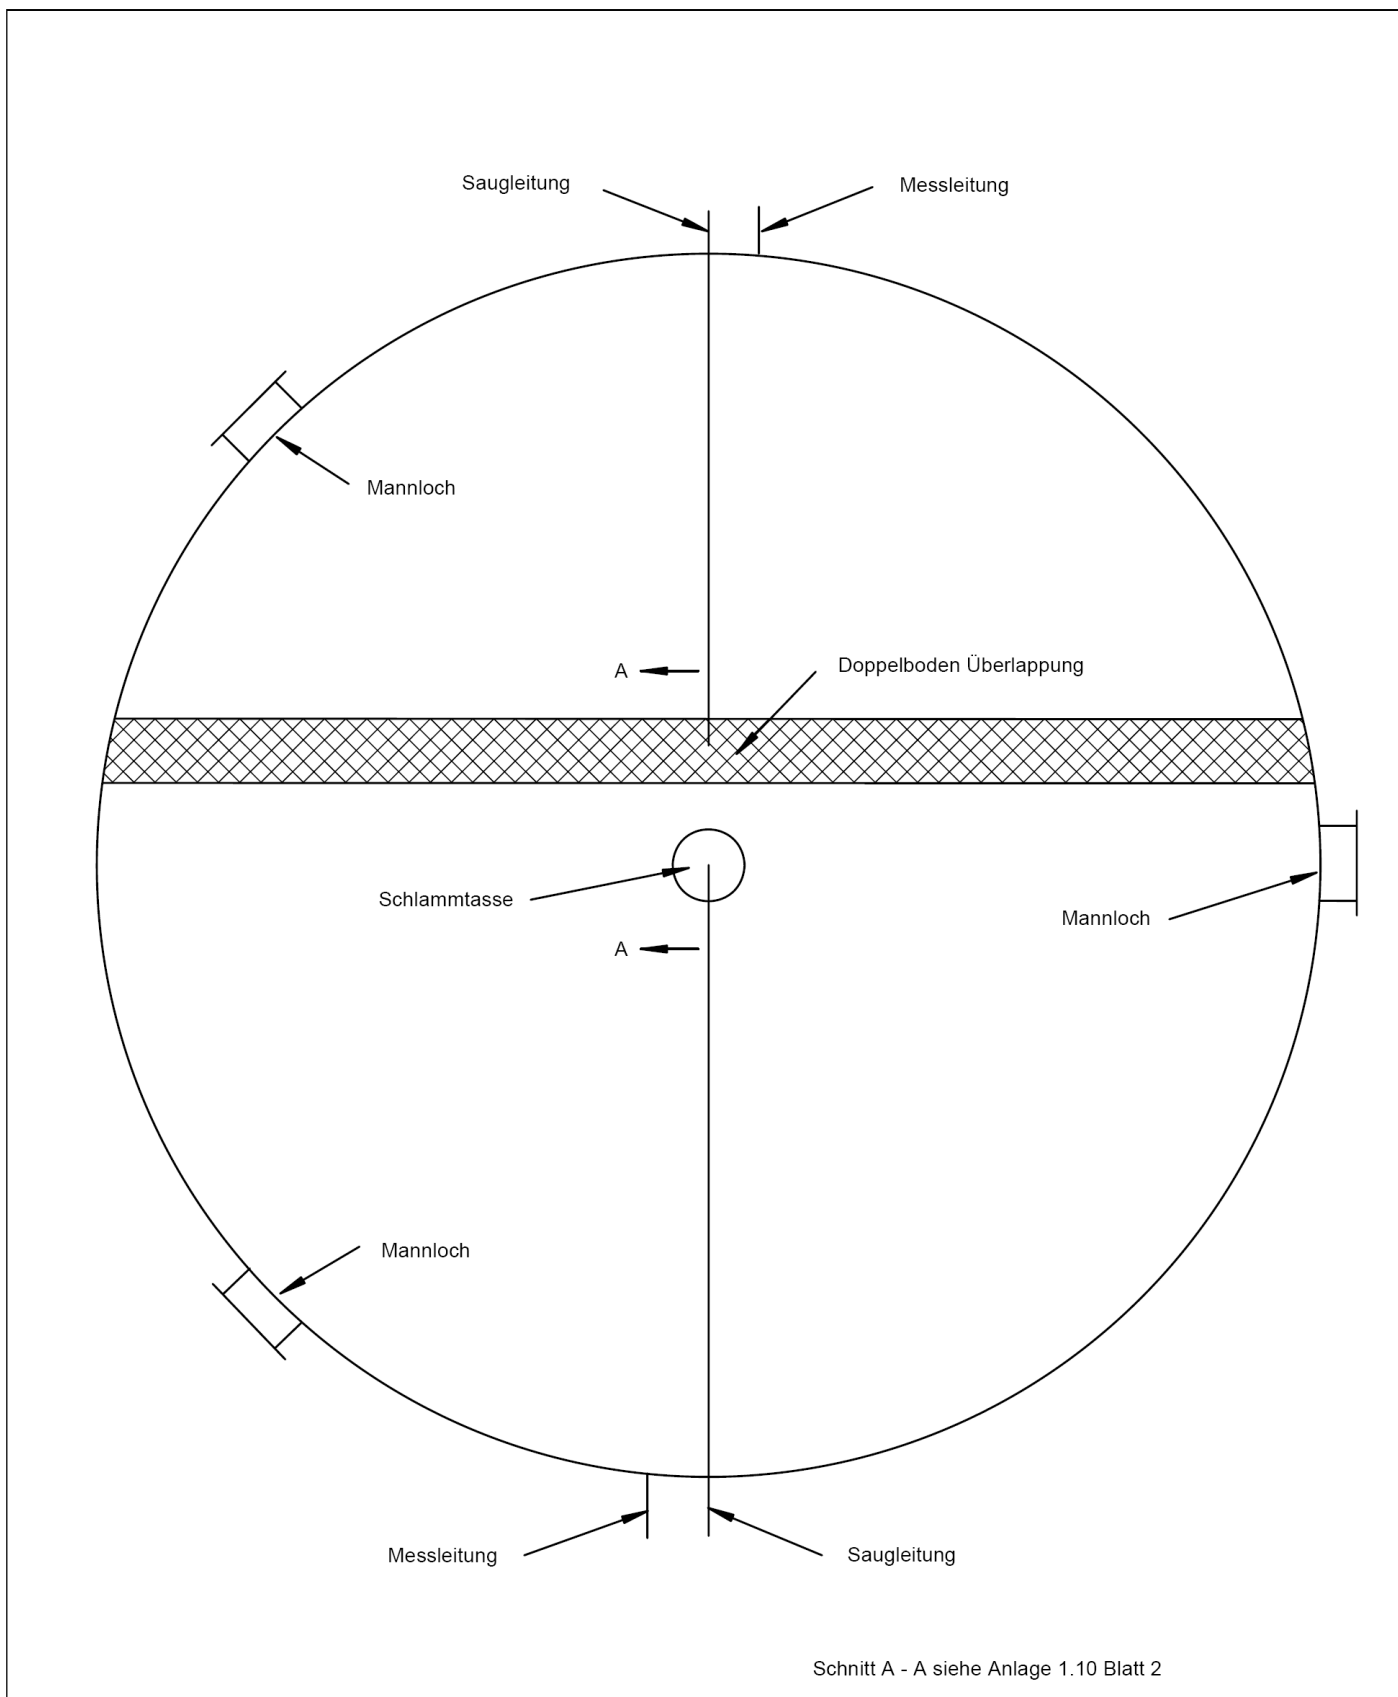 Saugleitung
Messleitung
Mannloch
A
Doppelboden Überlappung
Schlammtasse
Mannloch
A
Mannloch
Messleitung
Saugleitung
Schnitt A - A siehe Anlage 1.10 Blatt 2